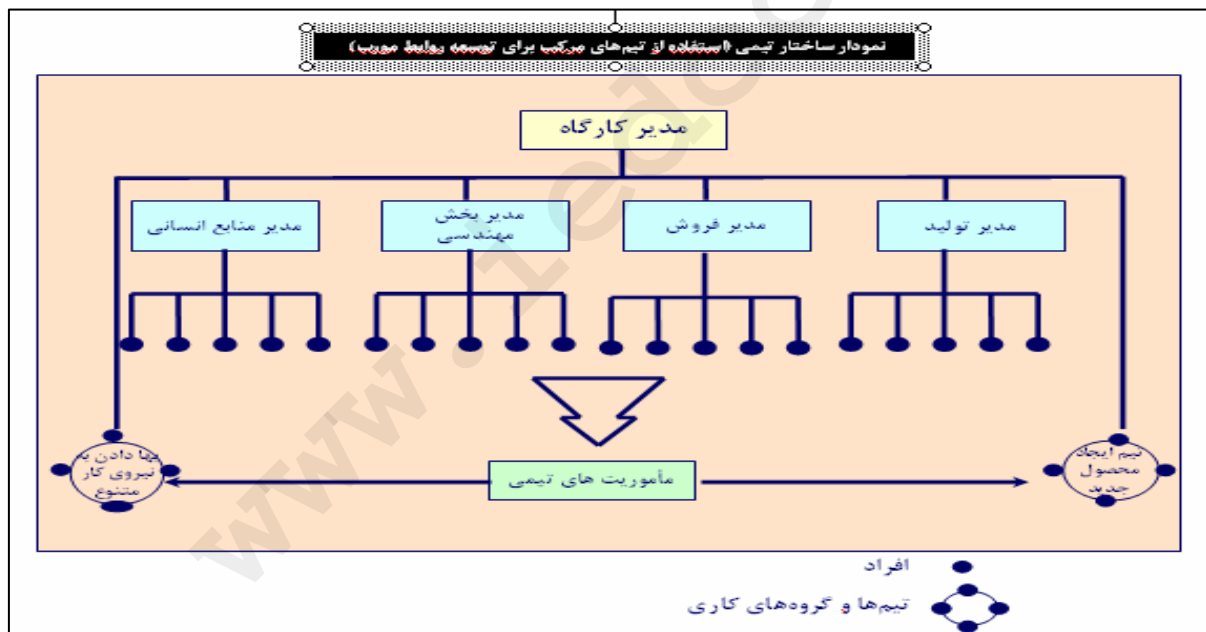 نمودار ساختار تیمی (استفاده از تیم‌های مرکب برای توسعه روابط مورب)
مدیر کارگاه
مدیر تولید
مدیر فروش
مدیر بخش
مهندسی
مدیر منابع انسانی
تیم ایجاد
محصول
جدید
مأموریت های تیمی
بها دادن به
نیروی کار
متنوع
افراد
تیم‌ها و گروه‌های کاری